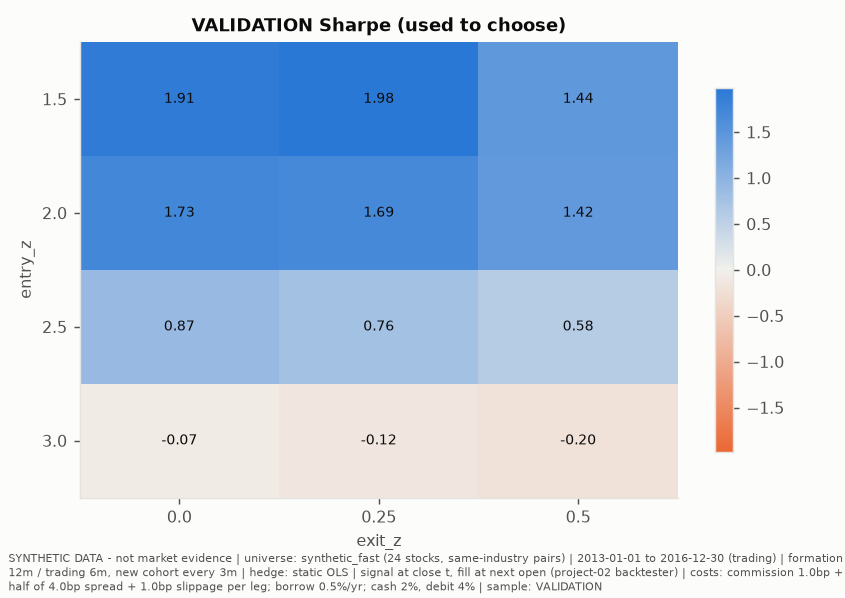 VALIDATION Sharpe (used to choose)
entry_z
1.5
2.0
2.5
3.0
1.91 1.98 1.44
1.73 1.69 1.42
0.87 0.76 0.58
-0.07 -0.12 -0.20
0.0 0.25 0.5
exit_z
1.5
1.0
0.5
0.0
−0.5
−1.0
−1.5
SYNTHETIC DATA - not market evidence | universe: synthetic_fast (24 stocks, same-industry pairs) | 2013-01-01 to 2016-12-30 (trading) | formation
12m / trading 6m, new cohort every 3m | hedge: static OLS | signal at close t, fill at next open (project-02 backtester) | costs: commission 1.0bp +
half of 4.0bp spread + 1.0bp slippage per leg; borrow 0.5%/yr; cash 2%, debit 4% | sample: VALIDATION